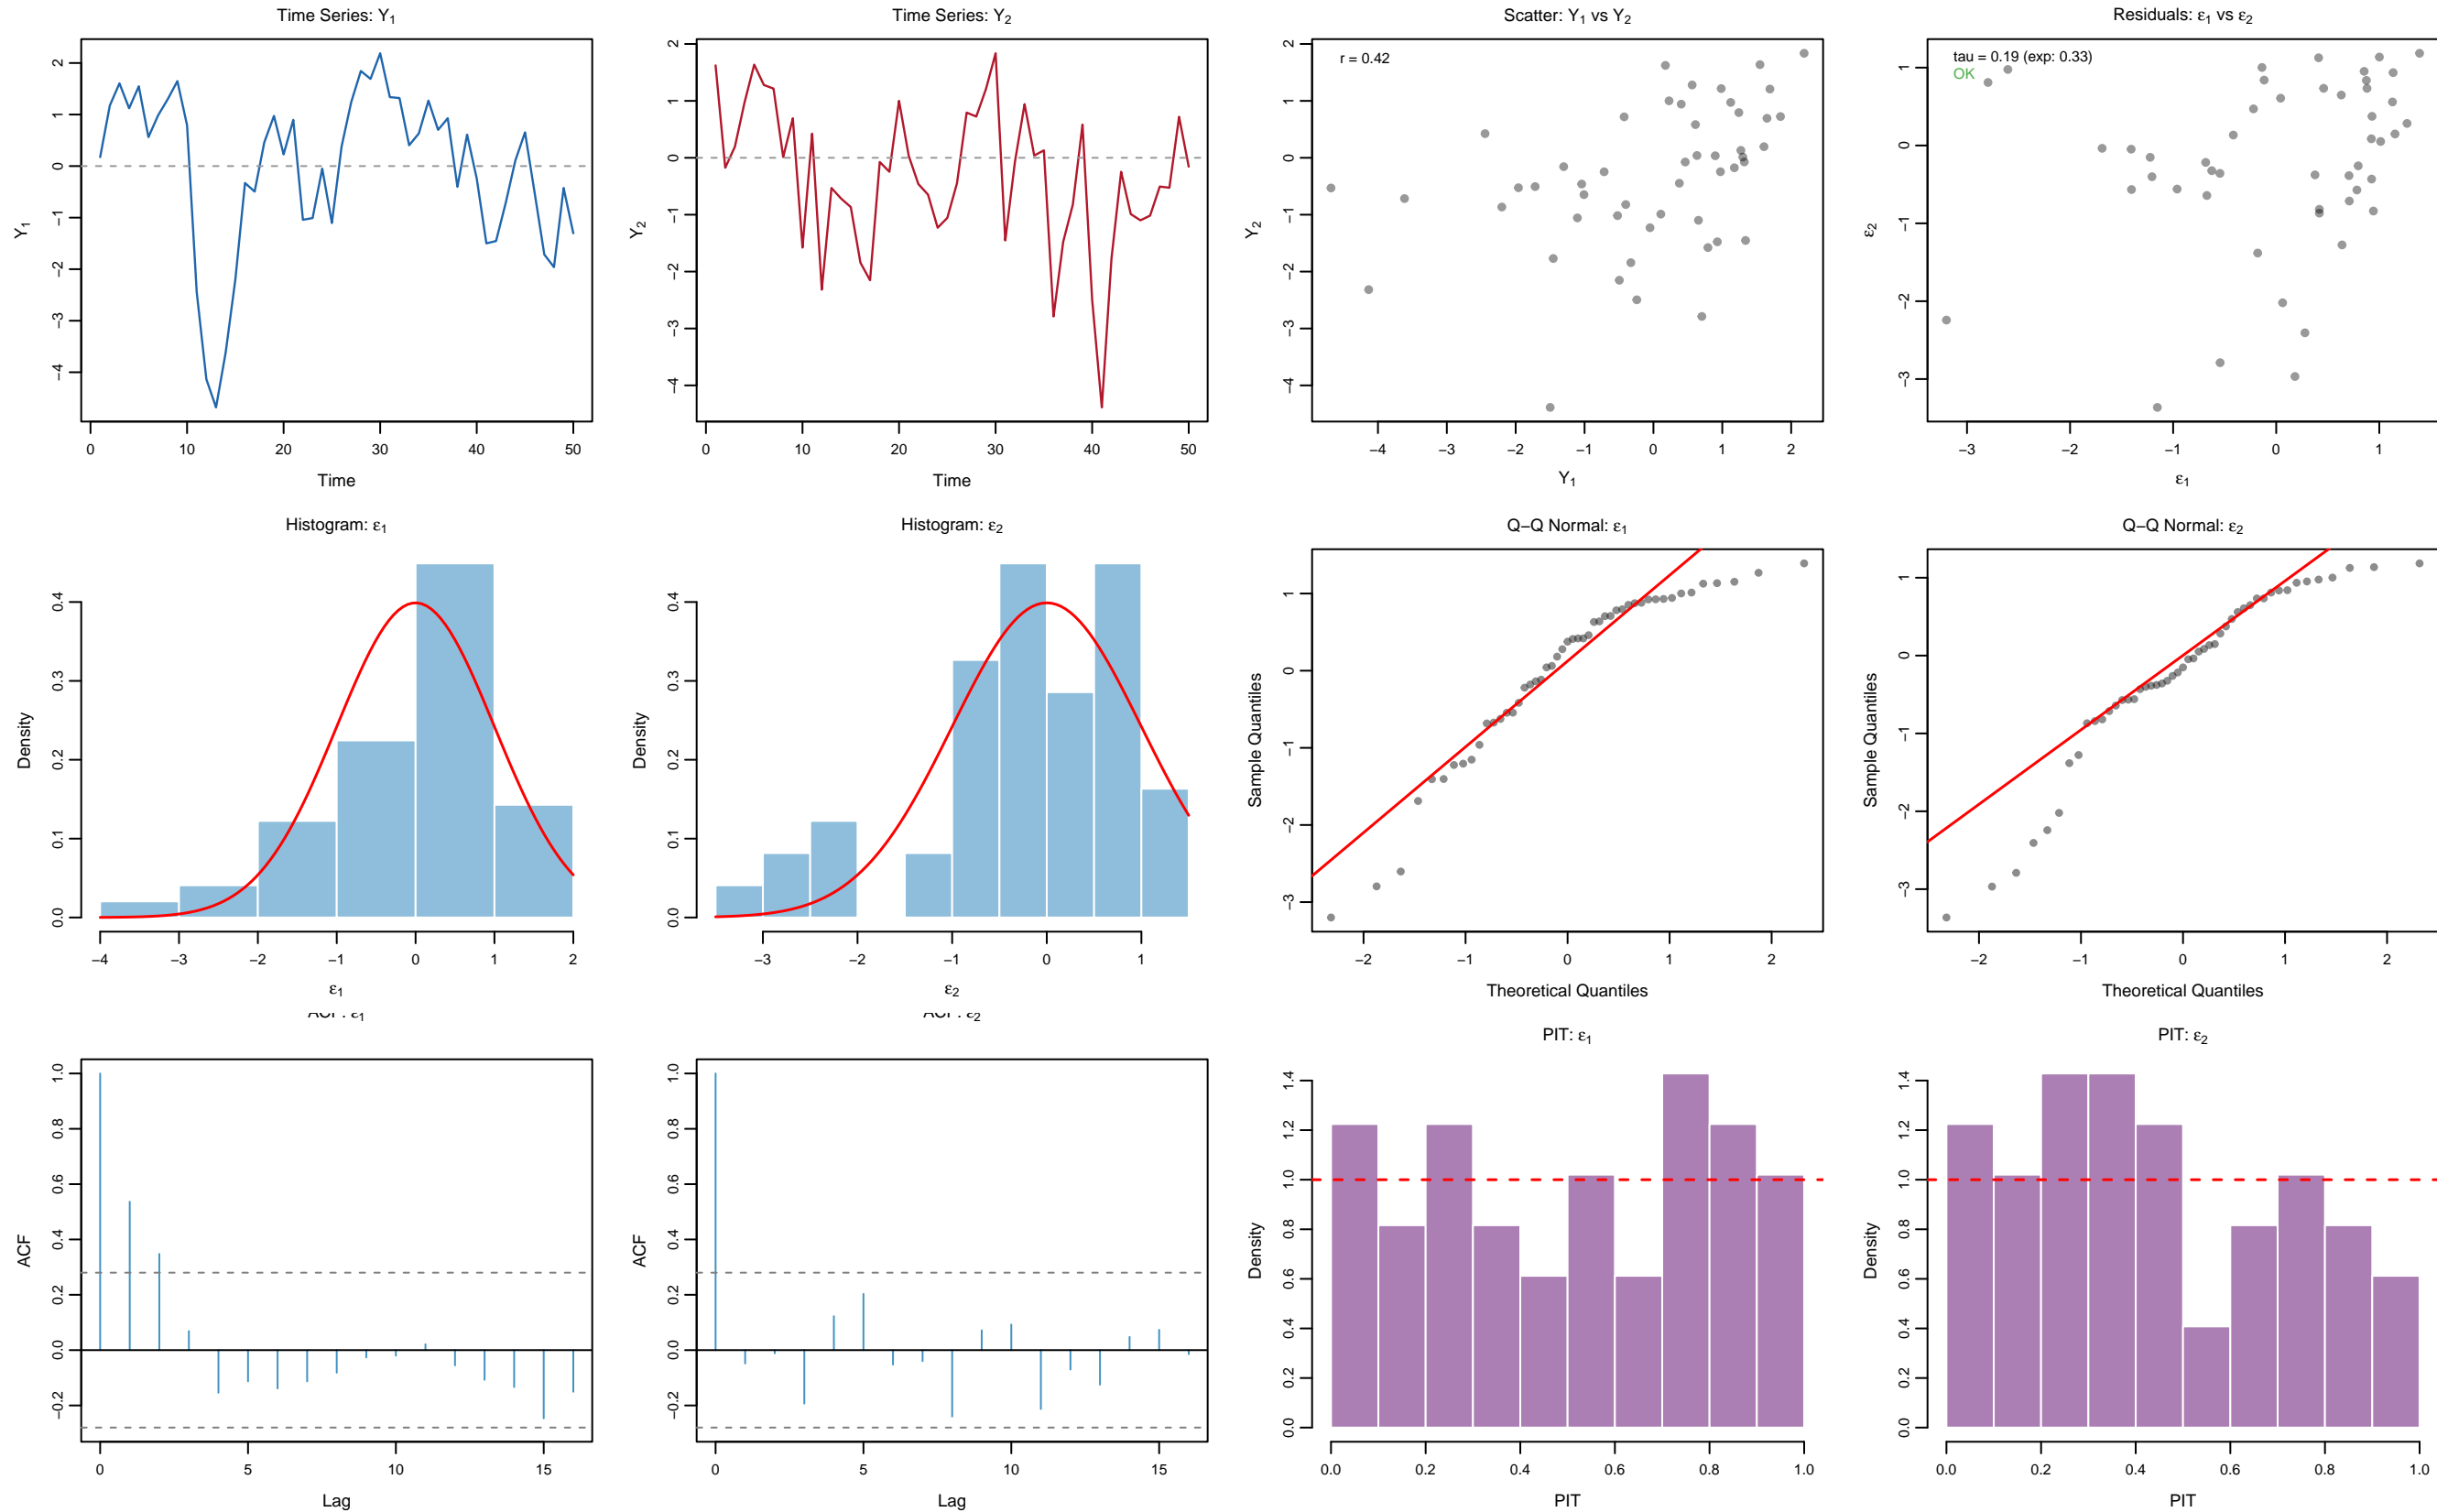 Time Series: Y₁
2
1
0
−1
−2
−3
−4
Y₁
0 10 20 30 40 50
Time
Time Series: Y₂
2
1
0
−1
−2
−3
−4
Y₂
0 10 20 30 40 50
Time
Scatter: Y₁ vs Y₂
r = 0.42
2
1
0
−1
−2
−3
−4
Y₂
−4 −3 −2 −1 0 1 2
Y₁
Residuals: ε₁ vs ε₂
tau = 0.19 (exp: 0.33)
OK
1
0
−1
−2
−3
ε₂
−3 −2 −1 0 1
ε₁
Histogram: ε₁
0.4
0.3
0.2
0.1
0.0
Density
−4 −3 −2 −1 0 1 2
ε₁
Histogram: ε₂
0.4
0.3
0.2
0.1
0.0
Density
−3 −2 −1 0 1
ε₂
Q−Q Normal: ε₁
1
0
−1
−2
−3
Sample Quantiles
−2 −1 0 1 2
Theoretical Quantiles
Q−Q Normal: ε₂
1
0
−1
−2
−3
Sample Quantiles
−2 −1 0 1 2
Theoretical Quantiles
ACF: ε₁
1.0
0.8
0.6
0.4
0.2
0.0
−0.2
ACF
0 5 10 15
Lag
ACF: ε₂
1.0
0.8
0.6
0.4
0.2
0.0
−0.2
ACF
0 5 10 15
Lag
PIT: ε₁
1.4
1.2
1.0
0.8
0.6
0.4
0.2
0.0
Density
0.0 0.2 0.4 0.6 0.8 1.0
PIT
PIT: ε₂
1.4
1.2
1.0
0.8
0.6
0.4
0.2
0.0
Density
0.0 0.2 0.4 0.6 0.8 1.0
PIT